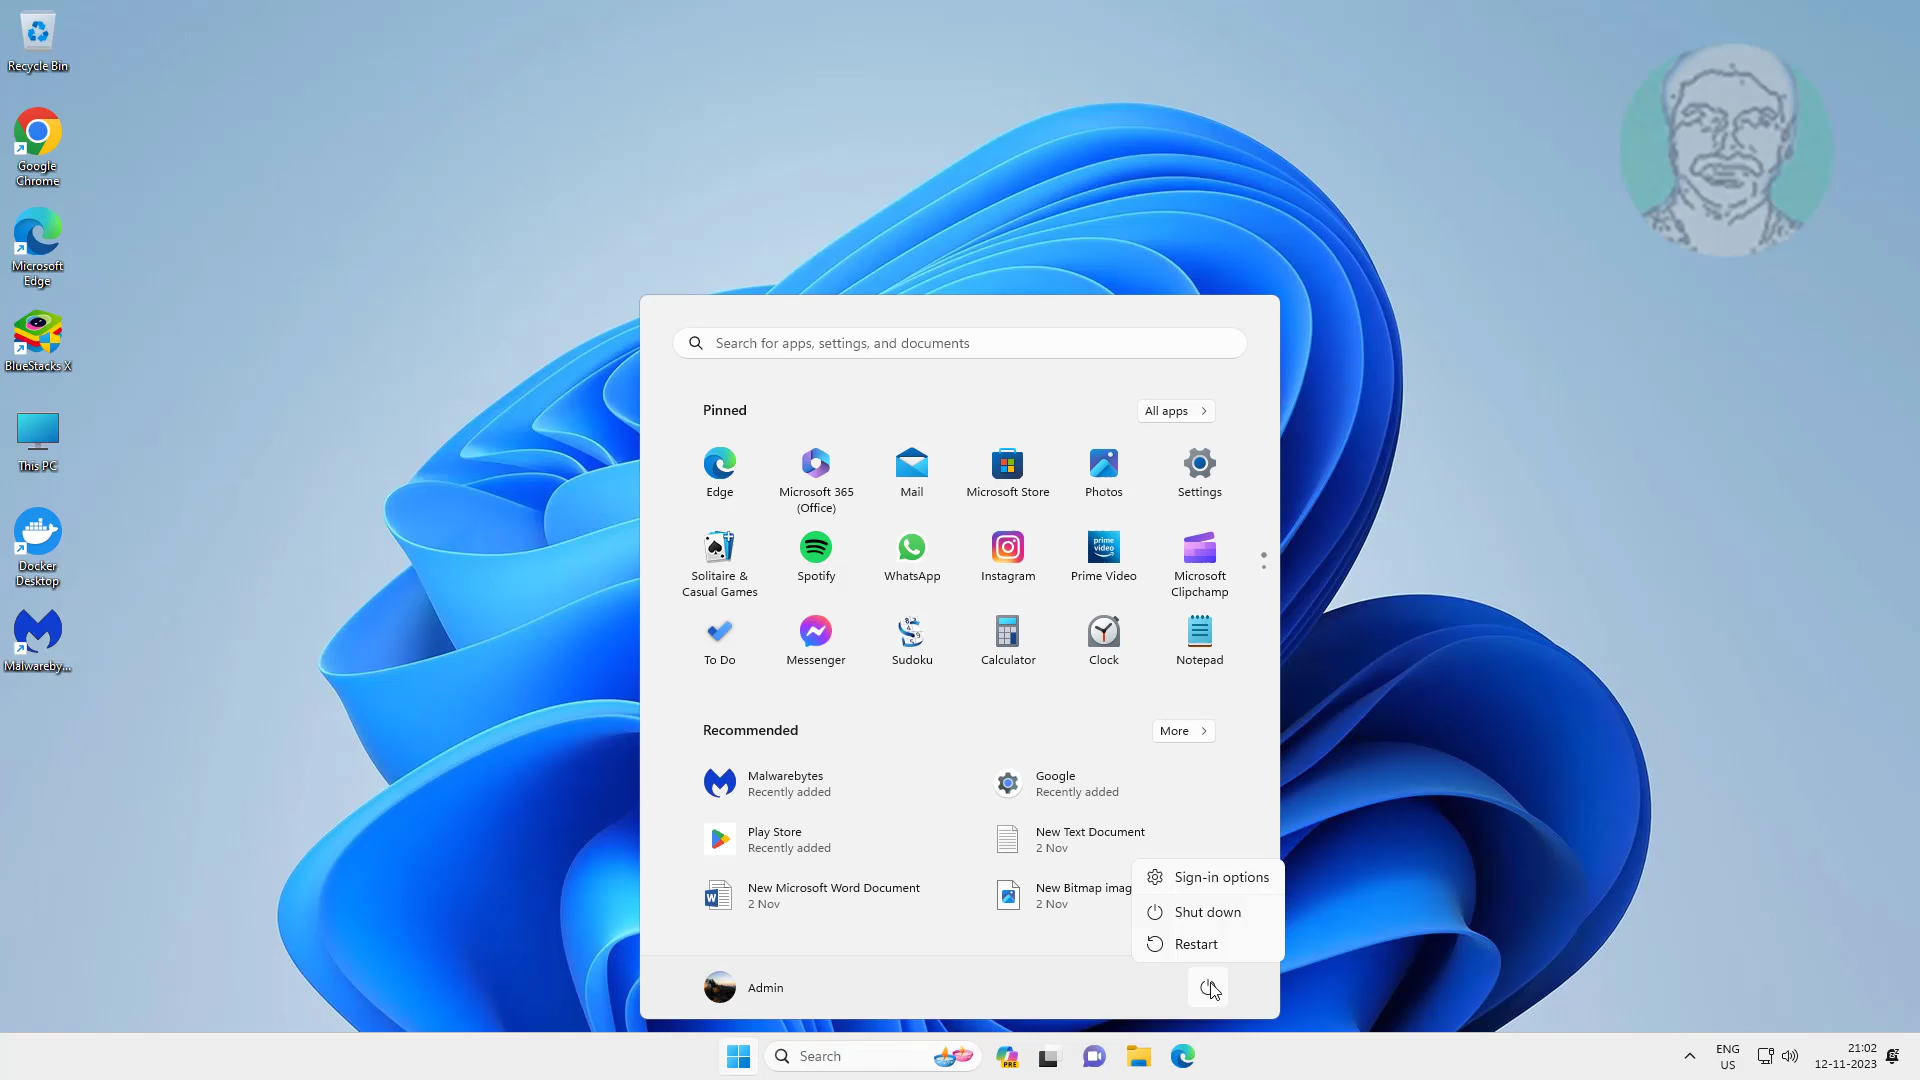 Recycle Bin
Google
Chrome
Microsoft
Edge
BlueStacks X
This PC
Docker
Desktop
Malwareby...
Search for apps, settings, and documents
Pinned
All apps
Edge
Microsoft 365
(Office)
Mail
Microsoft Store
Photos
Settings
Solitaire &
Casual Games
Spotify
WhatsApp
Instagram
prime
video
Prime Video
Microsoft
Clipchamp
To Do
Messenger
Sudoku
Calculator
Clock
Notepad
Recommended
More
Malwarebytes
Recently added
Google
Recently added
Play Store
Recently added
New Text Document
2 Nov
New Microsoft Word Document
2 Nov
New Bitmap imag
2 Nov
Sign-in options
Shut down
Restart
Admin
Search
PRE
ENG
US
21:02
12-11-2023